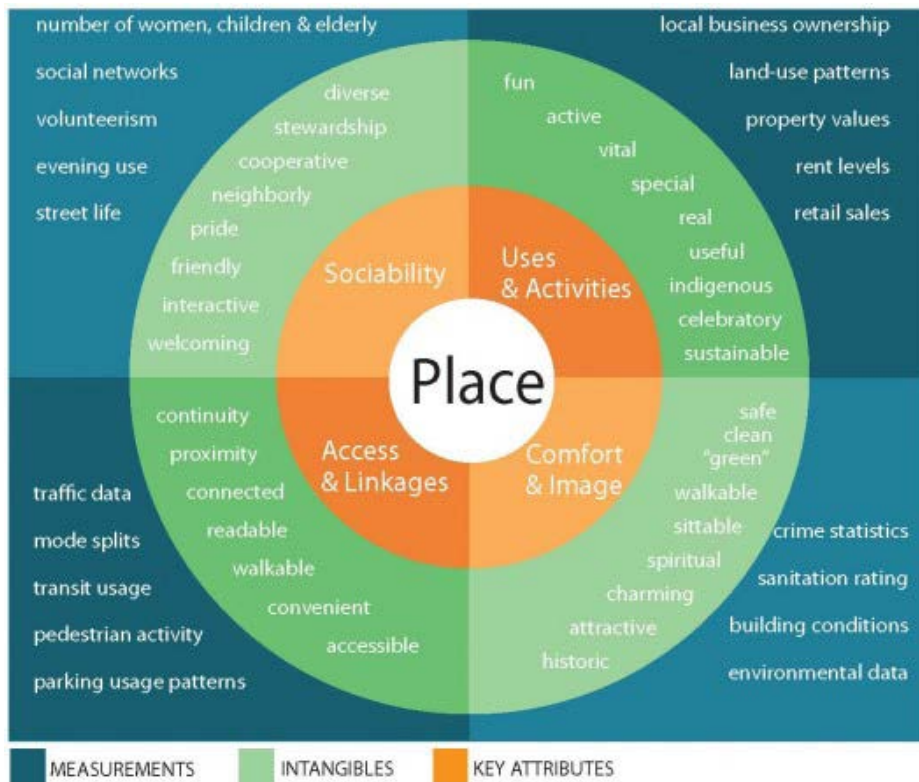 number of women, children & elderly
social networks
volunteerism
evening use
street life
local business ownership
land-use patterns
property values
rent levels
retail sales
diverse
stewardship
cooperative
neighborly
pride
friendly
interactive
welcoming
fun
active
vital
special
real
useful
indigenous
celebratory
sustainable
Sociability
Uses
& Activities
Place
Access
& Linkages
Comfort
& Image
continuity
proximity
connected
readable
walkable
convenient
accessible
safe
clean
"green"
walkable
sittable
spiritual
charming
attractive
historic
traffic data
mode splits
transit usage
pedestrian activity
parking usage patterns
crime statistics
sanitation rating
building conditions
environmental data
MEASUREMENTS
INTANGIBLES
KEY ATTRIBUTES